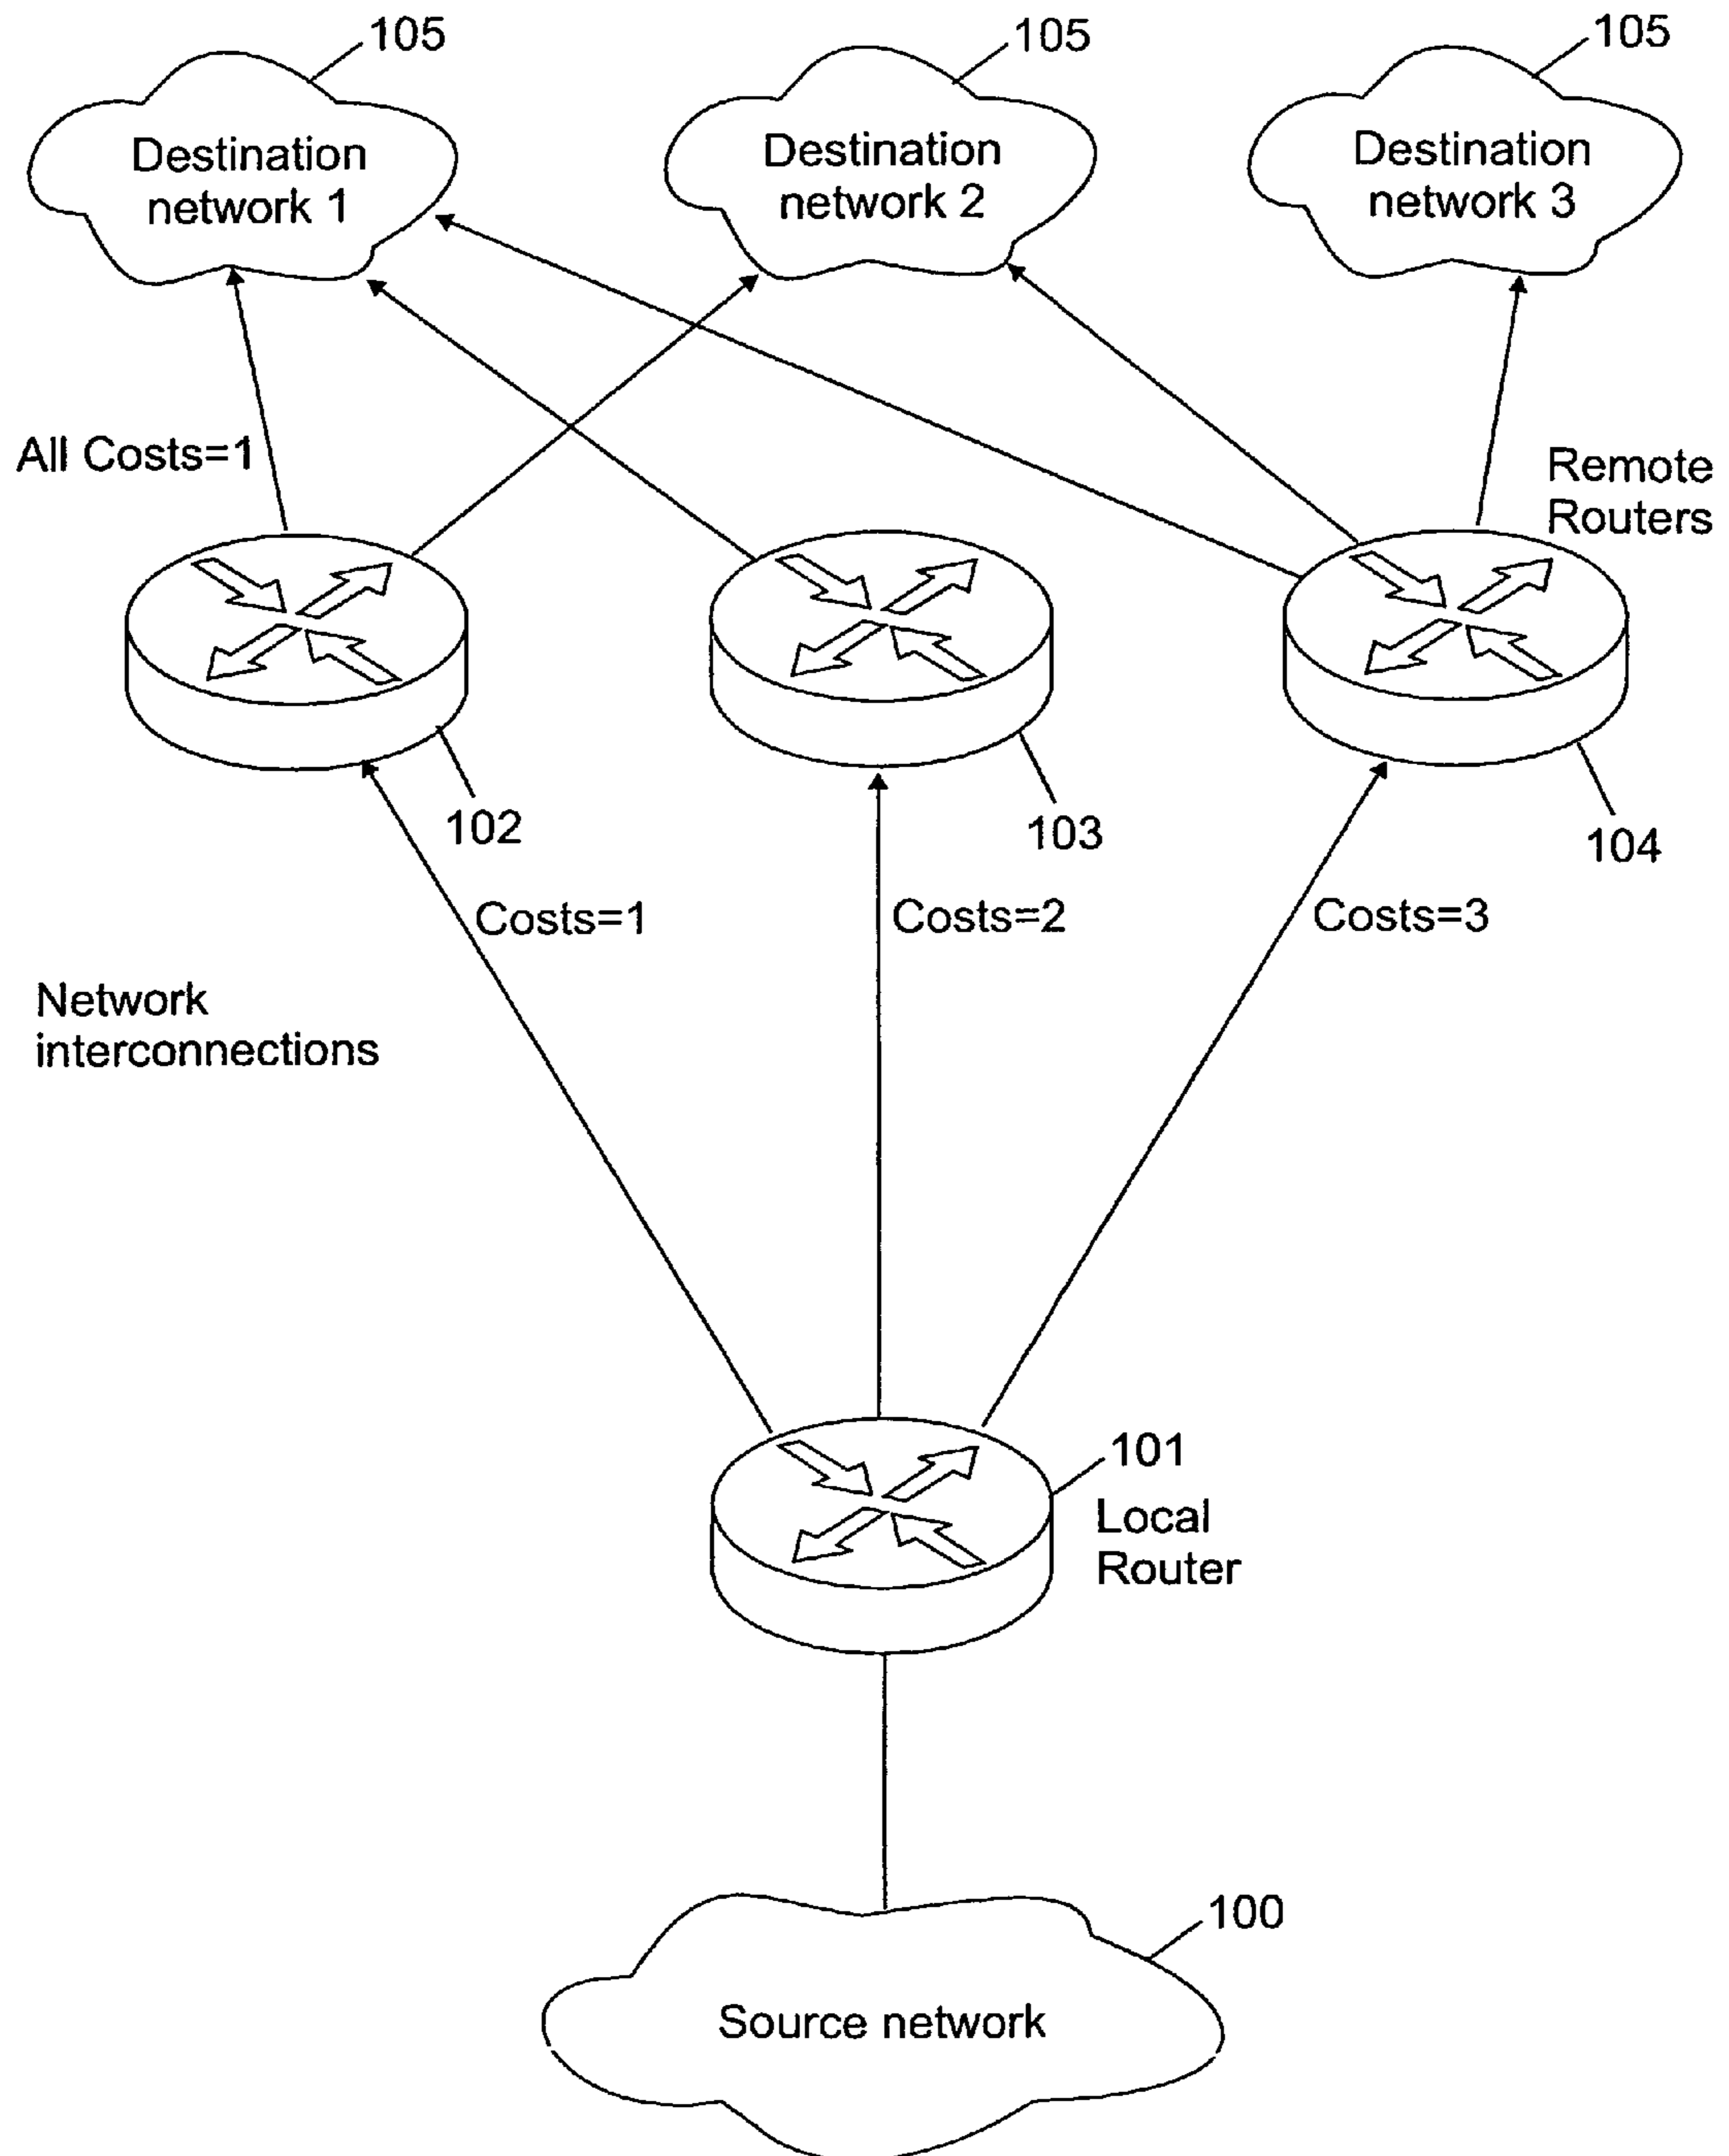 105
105
105
Destination
network 1
Destination
network 2
Destination
network 3
All Costs=1
Remote
Routers
102
103
104
Costs=1
Costs=2
Costs=3
Network
interconnections
101
Local
Router
100
Source network